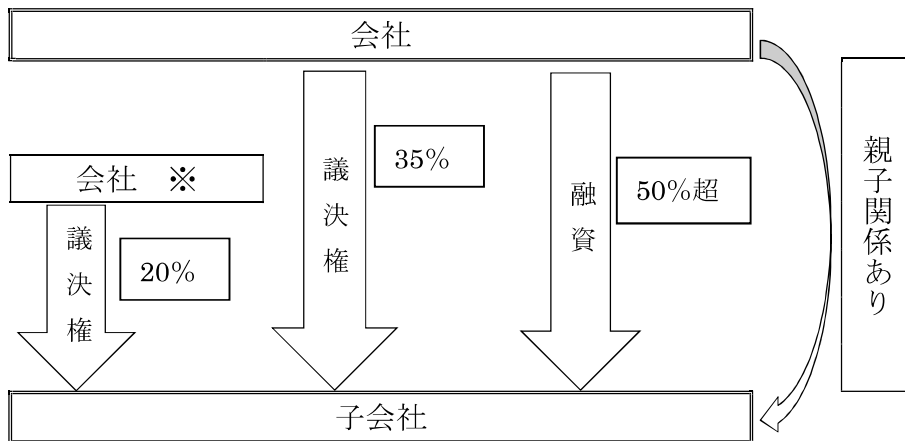 会社
会社 ※
議決権
20%
議決権
35%
融資
50%超
親子関係あり
子会社